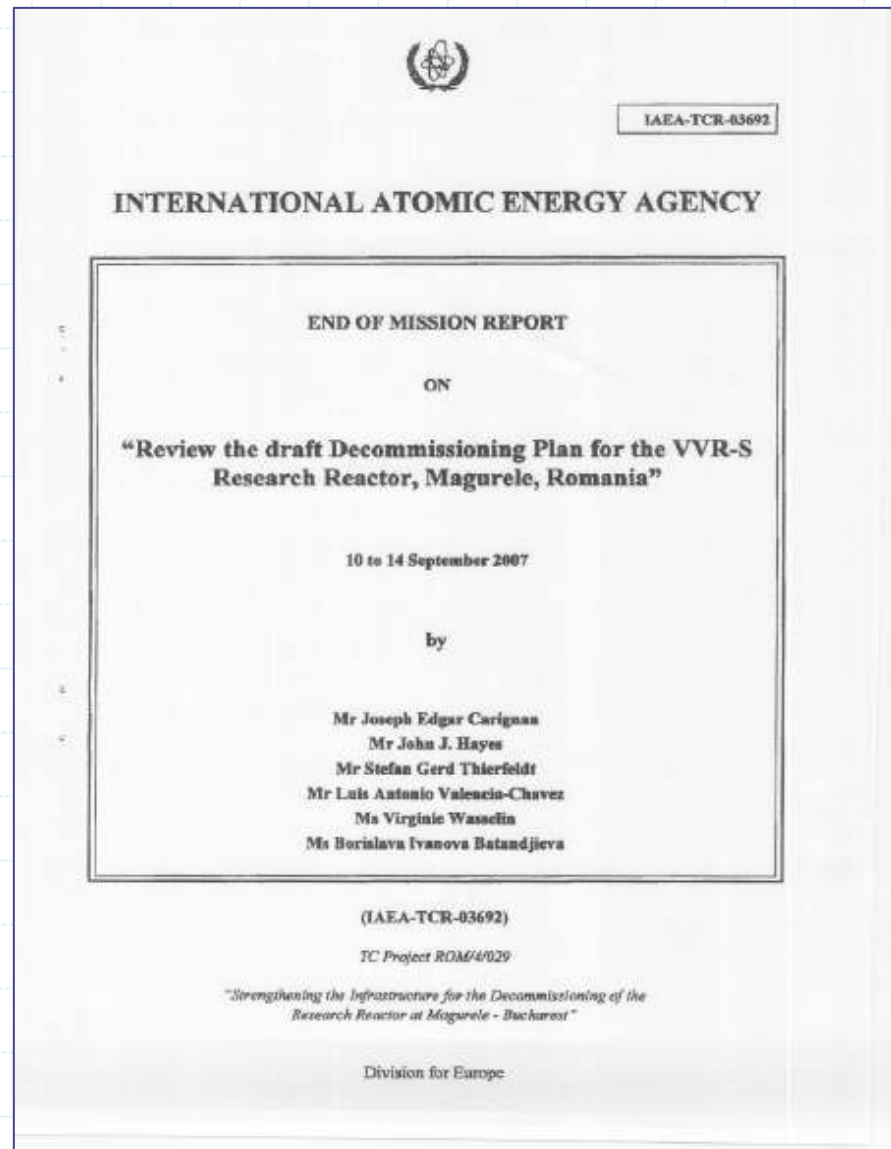 IAEA-TCR-03692
INTERNATIONAL ATOMIC ENERGY AGENCY
END OF MISSION REPORT
ON
“Review the draft Decommissioning Plan for the VVR-S
Research Reactor, Magurele, Romania”
10 to 14 September 2007
by
Mr Joseph Edgar Carignan
Mr John J. Hayes
Mr Stefan Gerd Thierfeldt
Mr Luis Antonio Valencia-Chavez
Ms Virginie Wasselin
Ms Borislava Ivanova Batandjieva
(IAEA-TCR-03692)
TC Project ROM/4/029
"Strengthening the Infrastructure for the Decommissioning of the
Research Reactor at Magurele - Bucharest"
Division for Europe